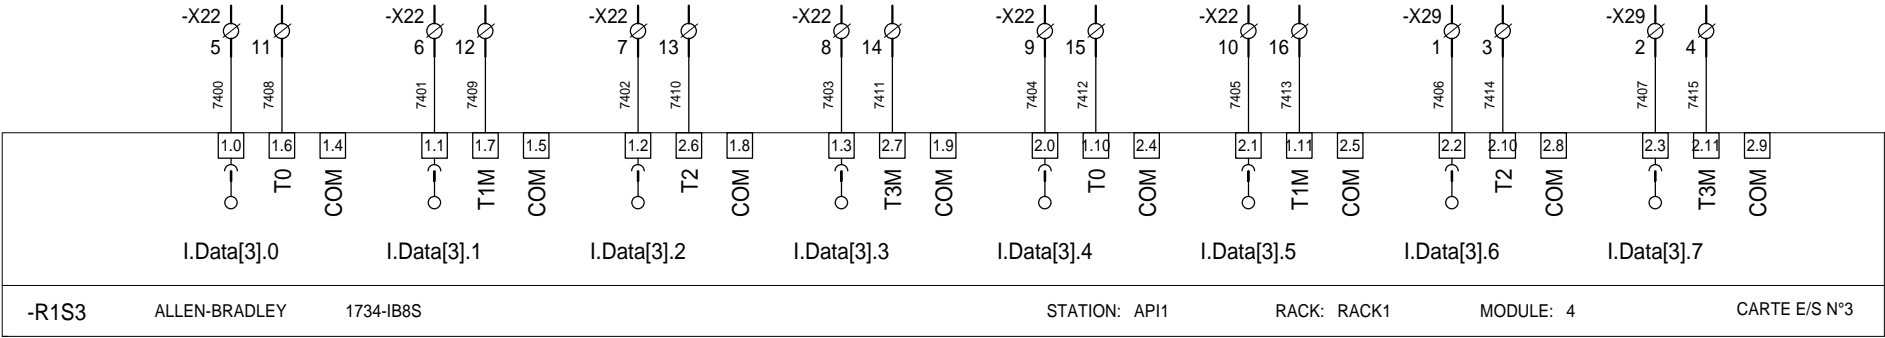 -X22 -X22 -X22 -X22 -X22 -X22 -X29 -X29
5 11 6 12 7 13 8 14 9 15 10 16 1 3 2 4
7400 7408 7401 7409 7402 7410 7403 7411 7404 7412 7405 7413 7406 7414 7407 7415
1.0 1.6 1.4 1.1 1.7 1.5 1.2 2.6 1.8 1.3 2.7 1.9 2.0 1.10 2.4 2.1 1.11 2.5 2.2 2.10 2.8 2.3 2.11 2.9
T0 COM T1M COM T2 COM T3M COM T0 COM T1M COM T2 COM T3M COM
I.Data[3].0 I.Data[3].1 I.Data[3].2 I.Data[3].3 I.Data[3].4 I.Data[3].5 I.Data[3].6 I.Data[3].7
-R1S3 ALLEN-BRADLEY 1734-IB8S STATION: API1 RACK: RACK1 MODULE: 4 CARTE E/S N°3